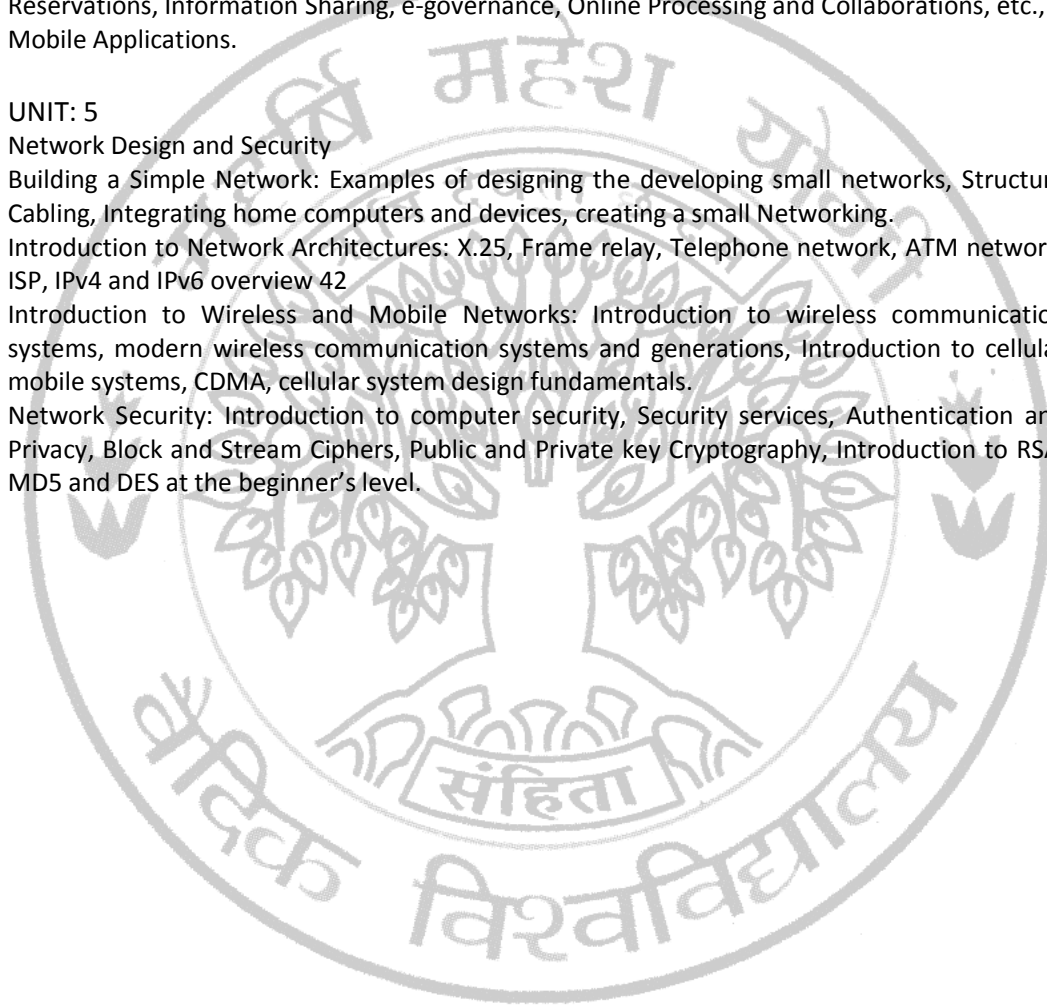 Reservations, Information Sharing, e-governance, Online Processing and Collaborations, etc.,
Mobile Applications.
UNIT: 5
Network Design and Security
Building a Simple Network: Examples of designing the developing small networks, Structur
Cabling, Integrating home computers and devices, creating a small Networking.
Introduction to Network Architectures: X.25, Frame relay, Telephone network, ATM networ
ISP, IPv4 and IPv6 overview 42
Introduction to Wireless and Mobile Networks: Introduction to wireless communicatio
systems, modern wireless communication systems and generations, Introduction to cellula
mobile systems, CDMA, cellular system design fundamentals.
Network Security: Introduction to computer security, Security services, Authentication an
Privacy, Block and Stream Ciphers, Public and Private key Cryptography, Introduction to RSA
MD5 and DES at the beginner’s level.
महर्षि महेश योगी
संहिता
वैदिक विश्वविद्यालय